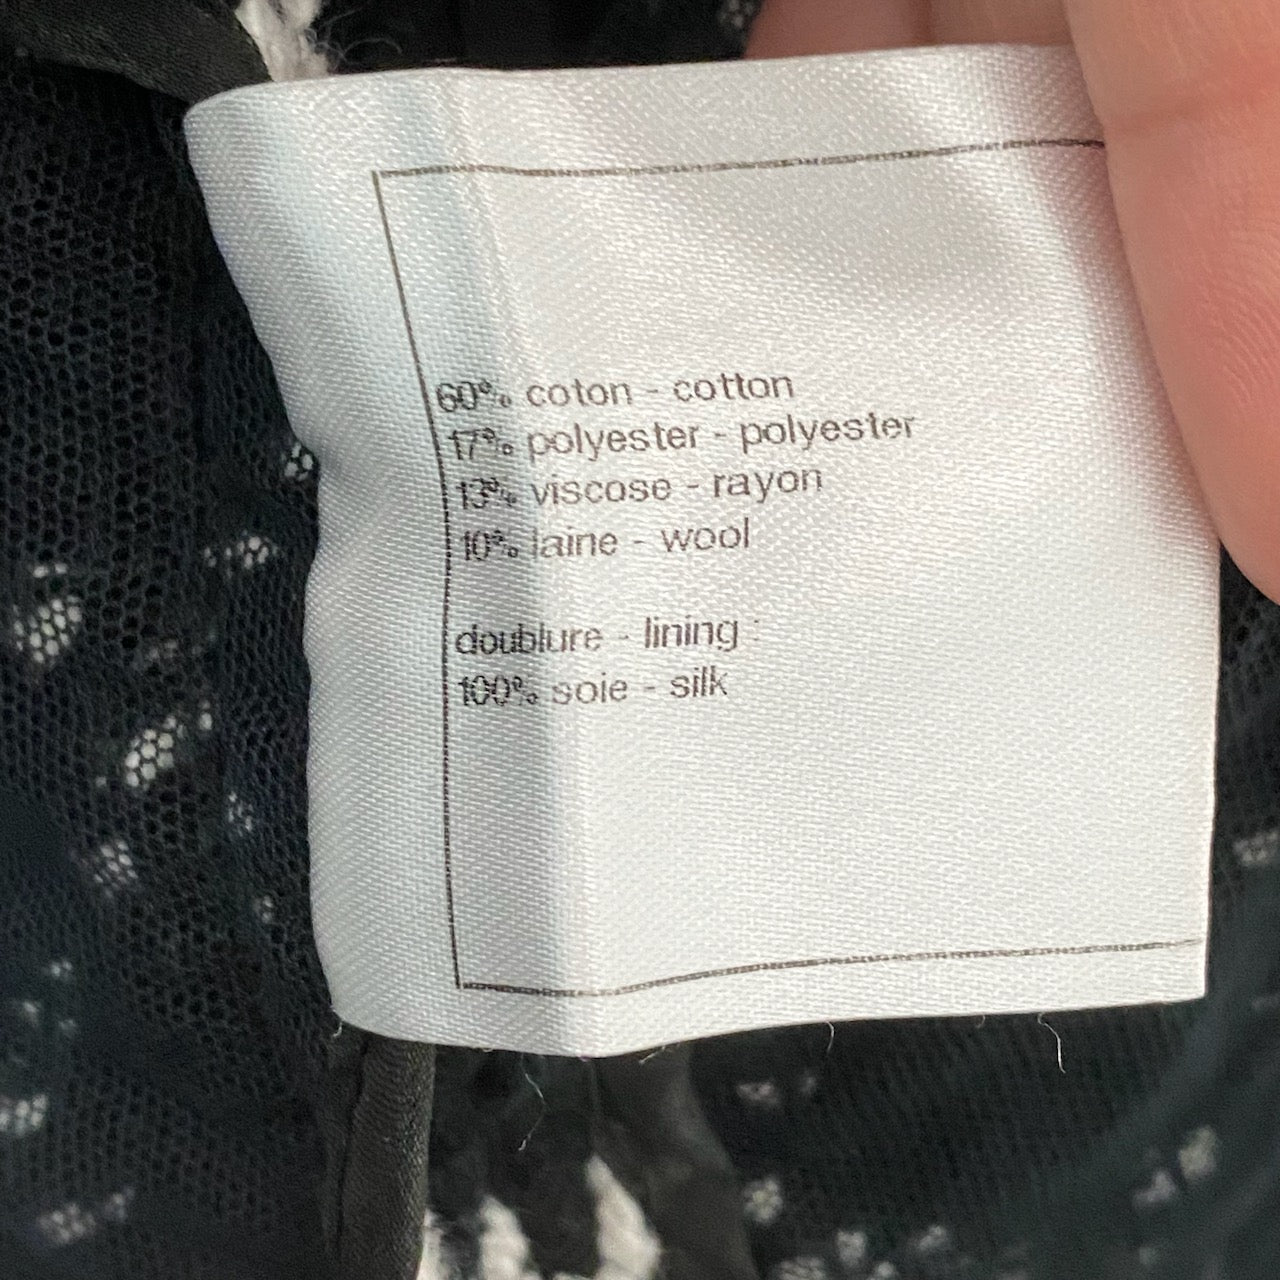 60% coton - cotton
17% polyester - polyester
13% viscose - rayon
10% laine - wool
doublure - lining :
100% soie - silk